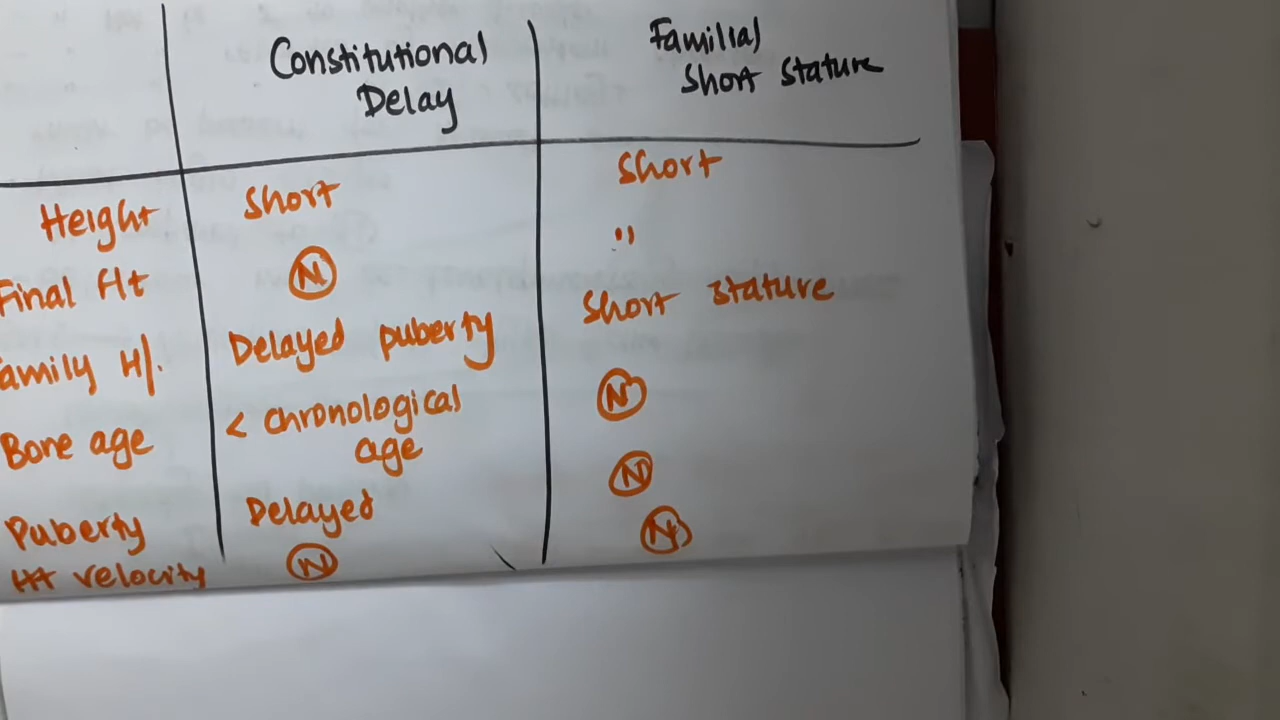 Constitutional Delay
Familial Short stature
Height Short Short
Final Ht N "
Family H/. Delayed puberty Short stature
Bone age < chronological age N
Puberty Delayed N
Ht velocity N N